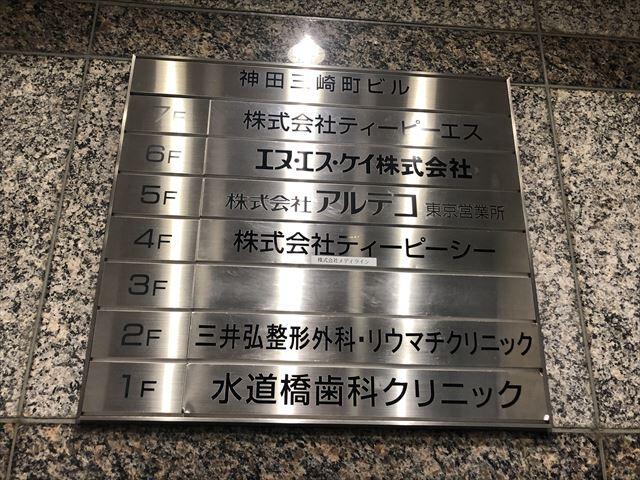 神田三崎町ビル
7F 株式会社ティーピーエス
6F エヌ・エス・ケイ株式会社
5F 株式会社アルテコ 東京営業所
4F 株式会社ディーピーシー
株式会社メディライン
3F
2F 三井弘整形外科・リウマチクリニック
1F 水道橋歯科クリニック